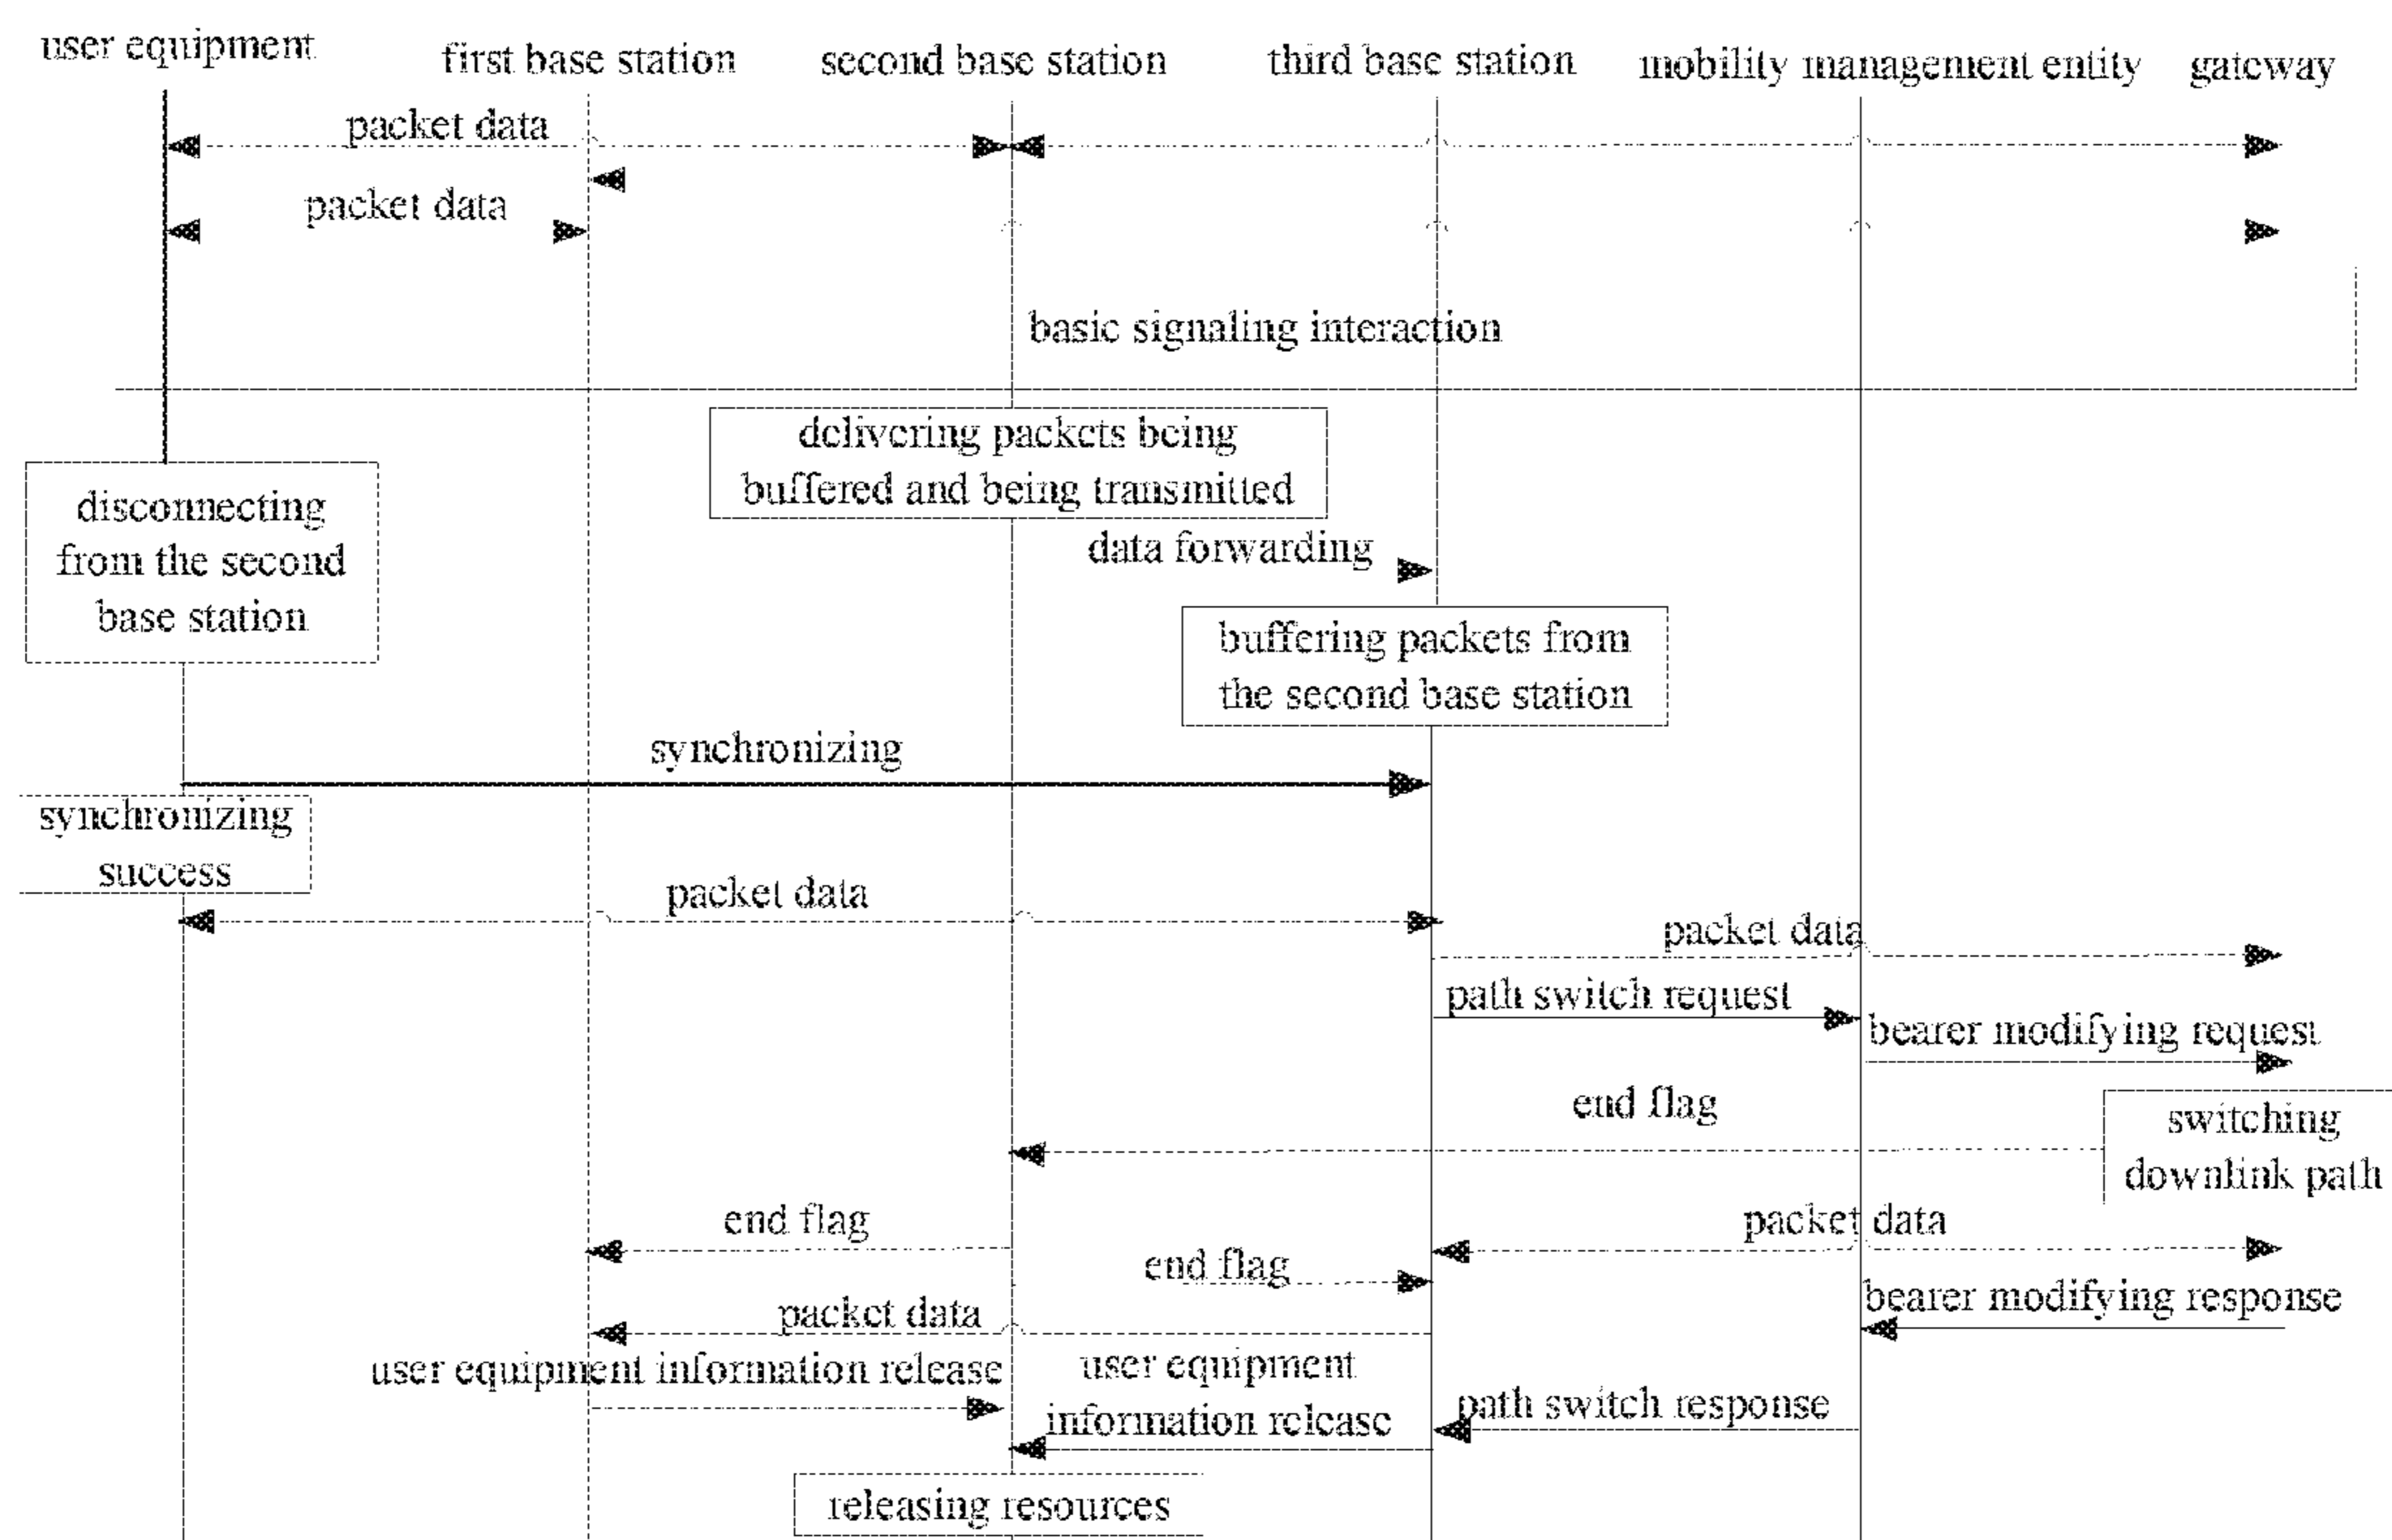 user equipment
first base station
second base station
third base station
mobility management entity
gateway
packet data
packet data
basic signaling interaction
delivering packets being
buffered and being transmitted
disconnecting
from the second
base station
data forwarding
buffering packets from
the second base station
synchronizing
synchronizing
success
packet data
packet data
path switch request
bearer modifying request
end flag
switching
downlink path
end flag
packet data
end flag
bearer modifying response
packet data
user equipment information release
user equipment
information release
path switch response
releasing resources